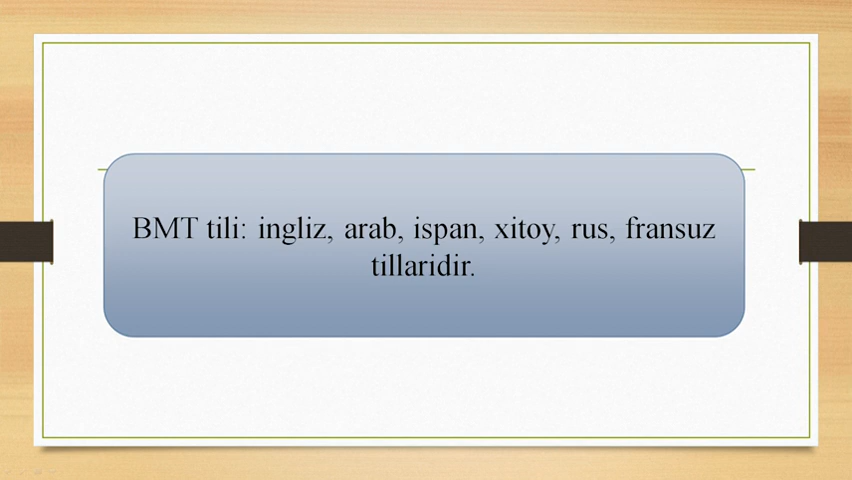 BMT tili: ingliz, arab, ispan, xitoy, rus, fransuz
tillaridir.